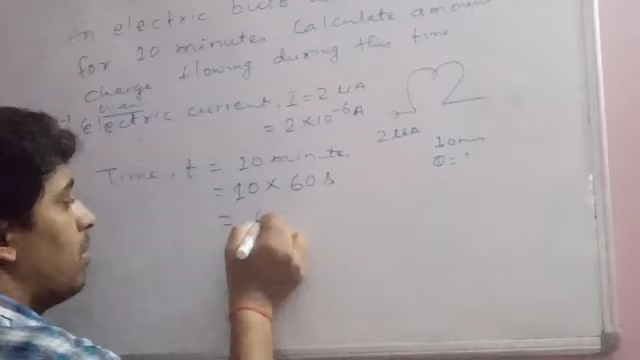 An electric bulb
for 10 minutes. Calculate amount
charge flowing during this time
Given
electric current, I = 2 μA
= 2 × 10⁻⁶ A
2 μA
10 min
Q = ?
Time, t = 10 minute
= 10 × 60 s
=